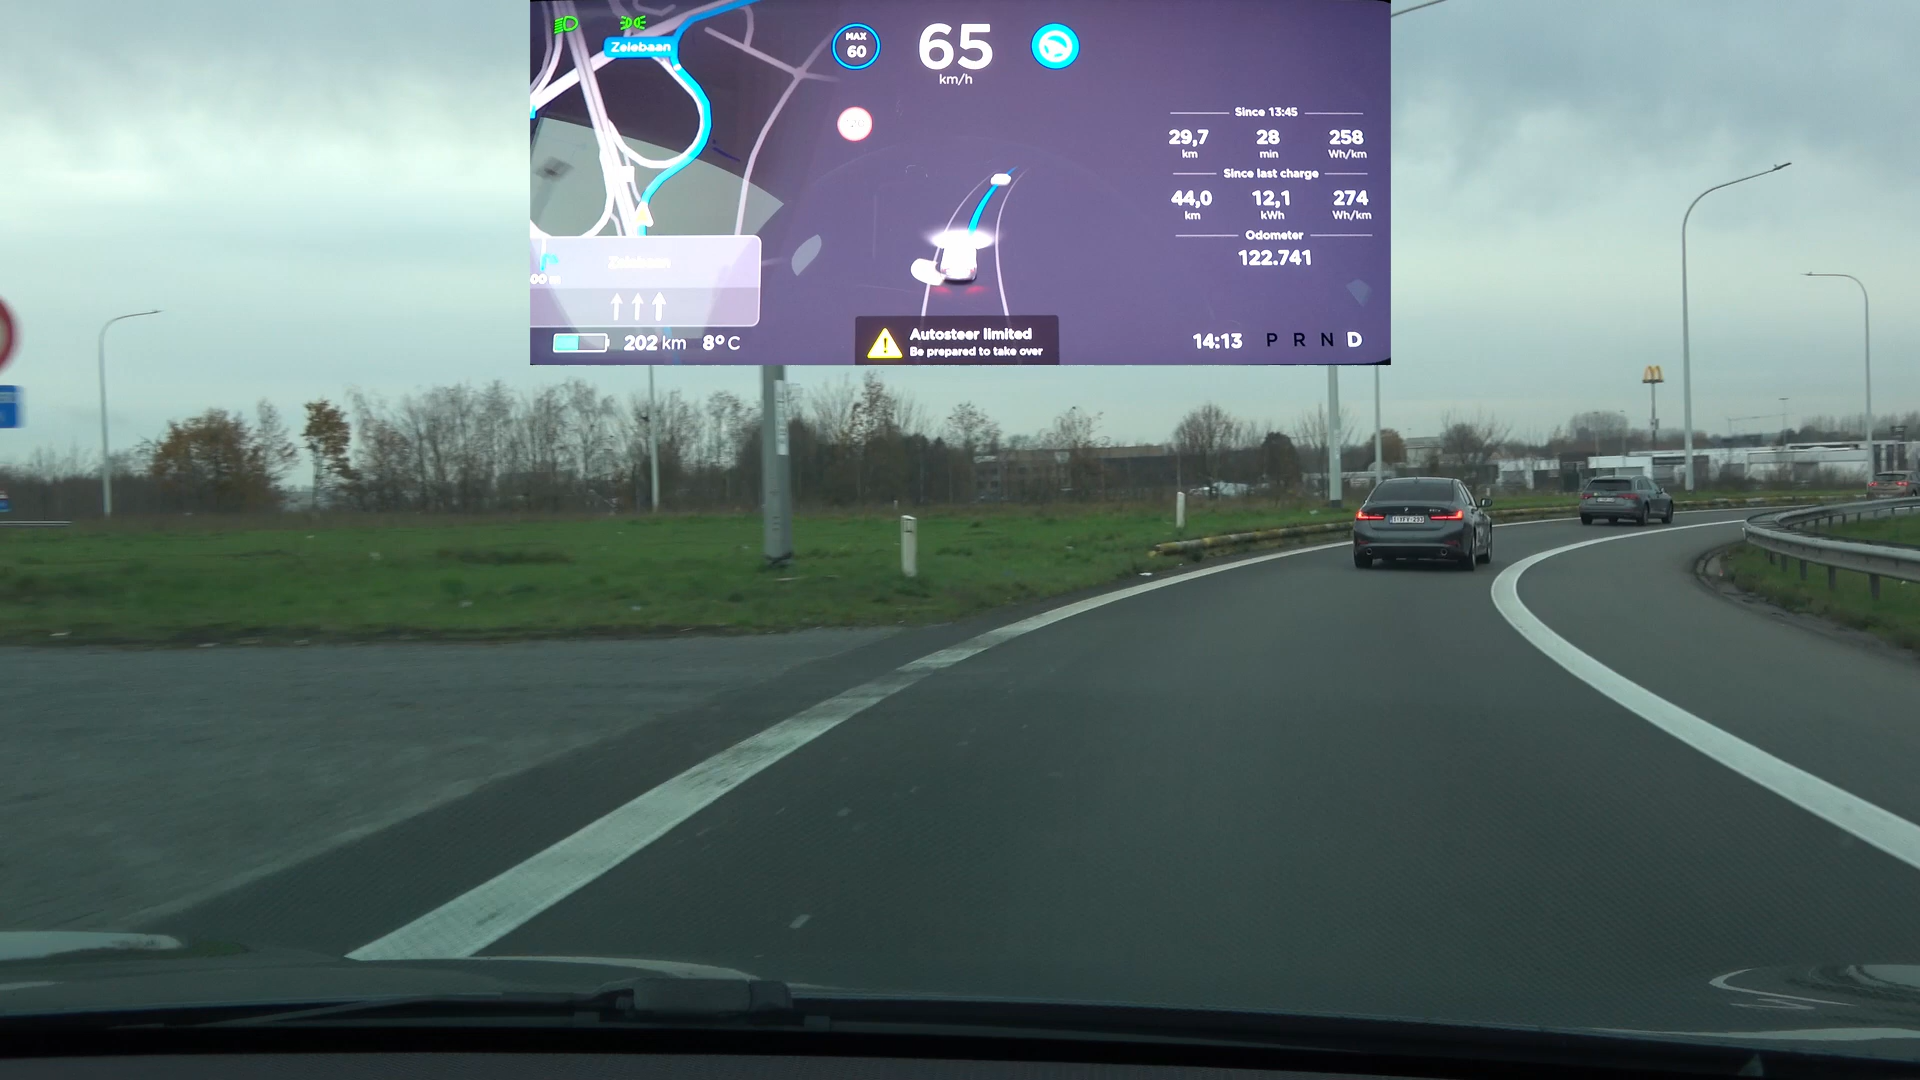 Zelebaan
MAX
60
65
km/h
Since 13:45
29,7 28 258
km min Wh/km
Since last charge
44,0 12,1 274
km kWh Wh/km
Odometer
122.741
Zelebaan
00 m
202 km 8° C
Autosteer limited
Be prepared to take over
14:13 P R N D